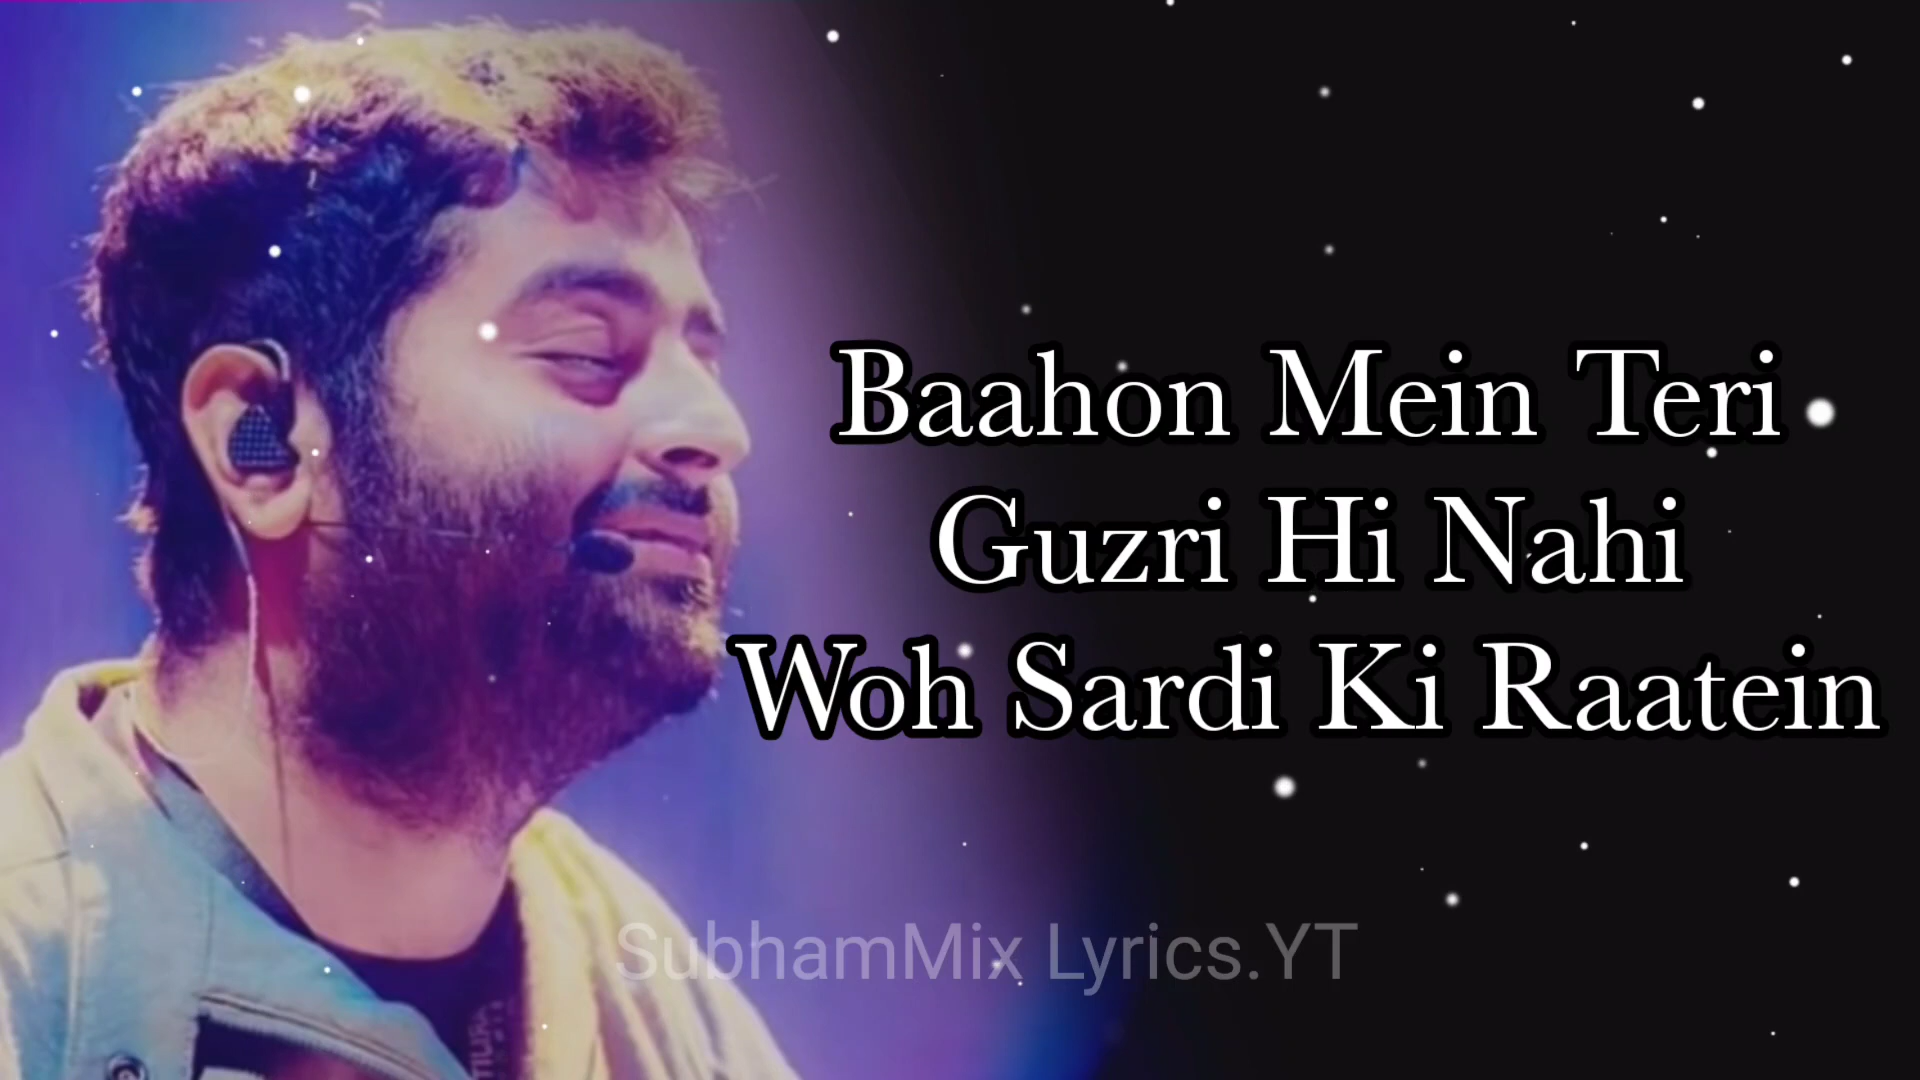 Baahon Mein Teri
Guzri Hi Nahi
Woh Sardi Ki Raatein
SubhamMix Lyrics.YT